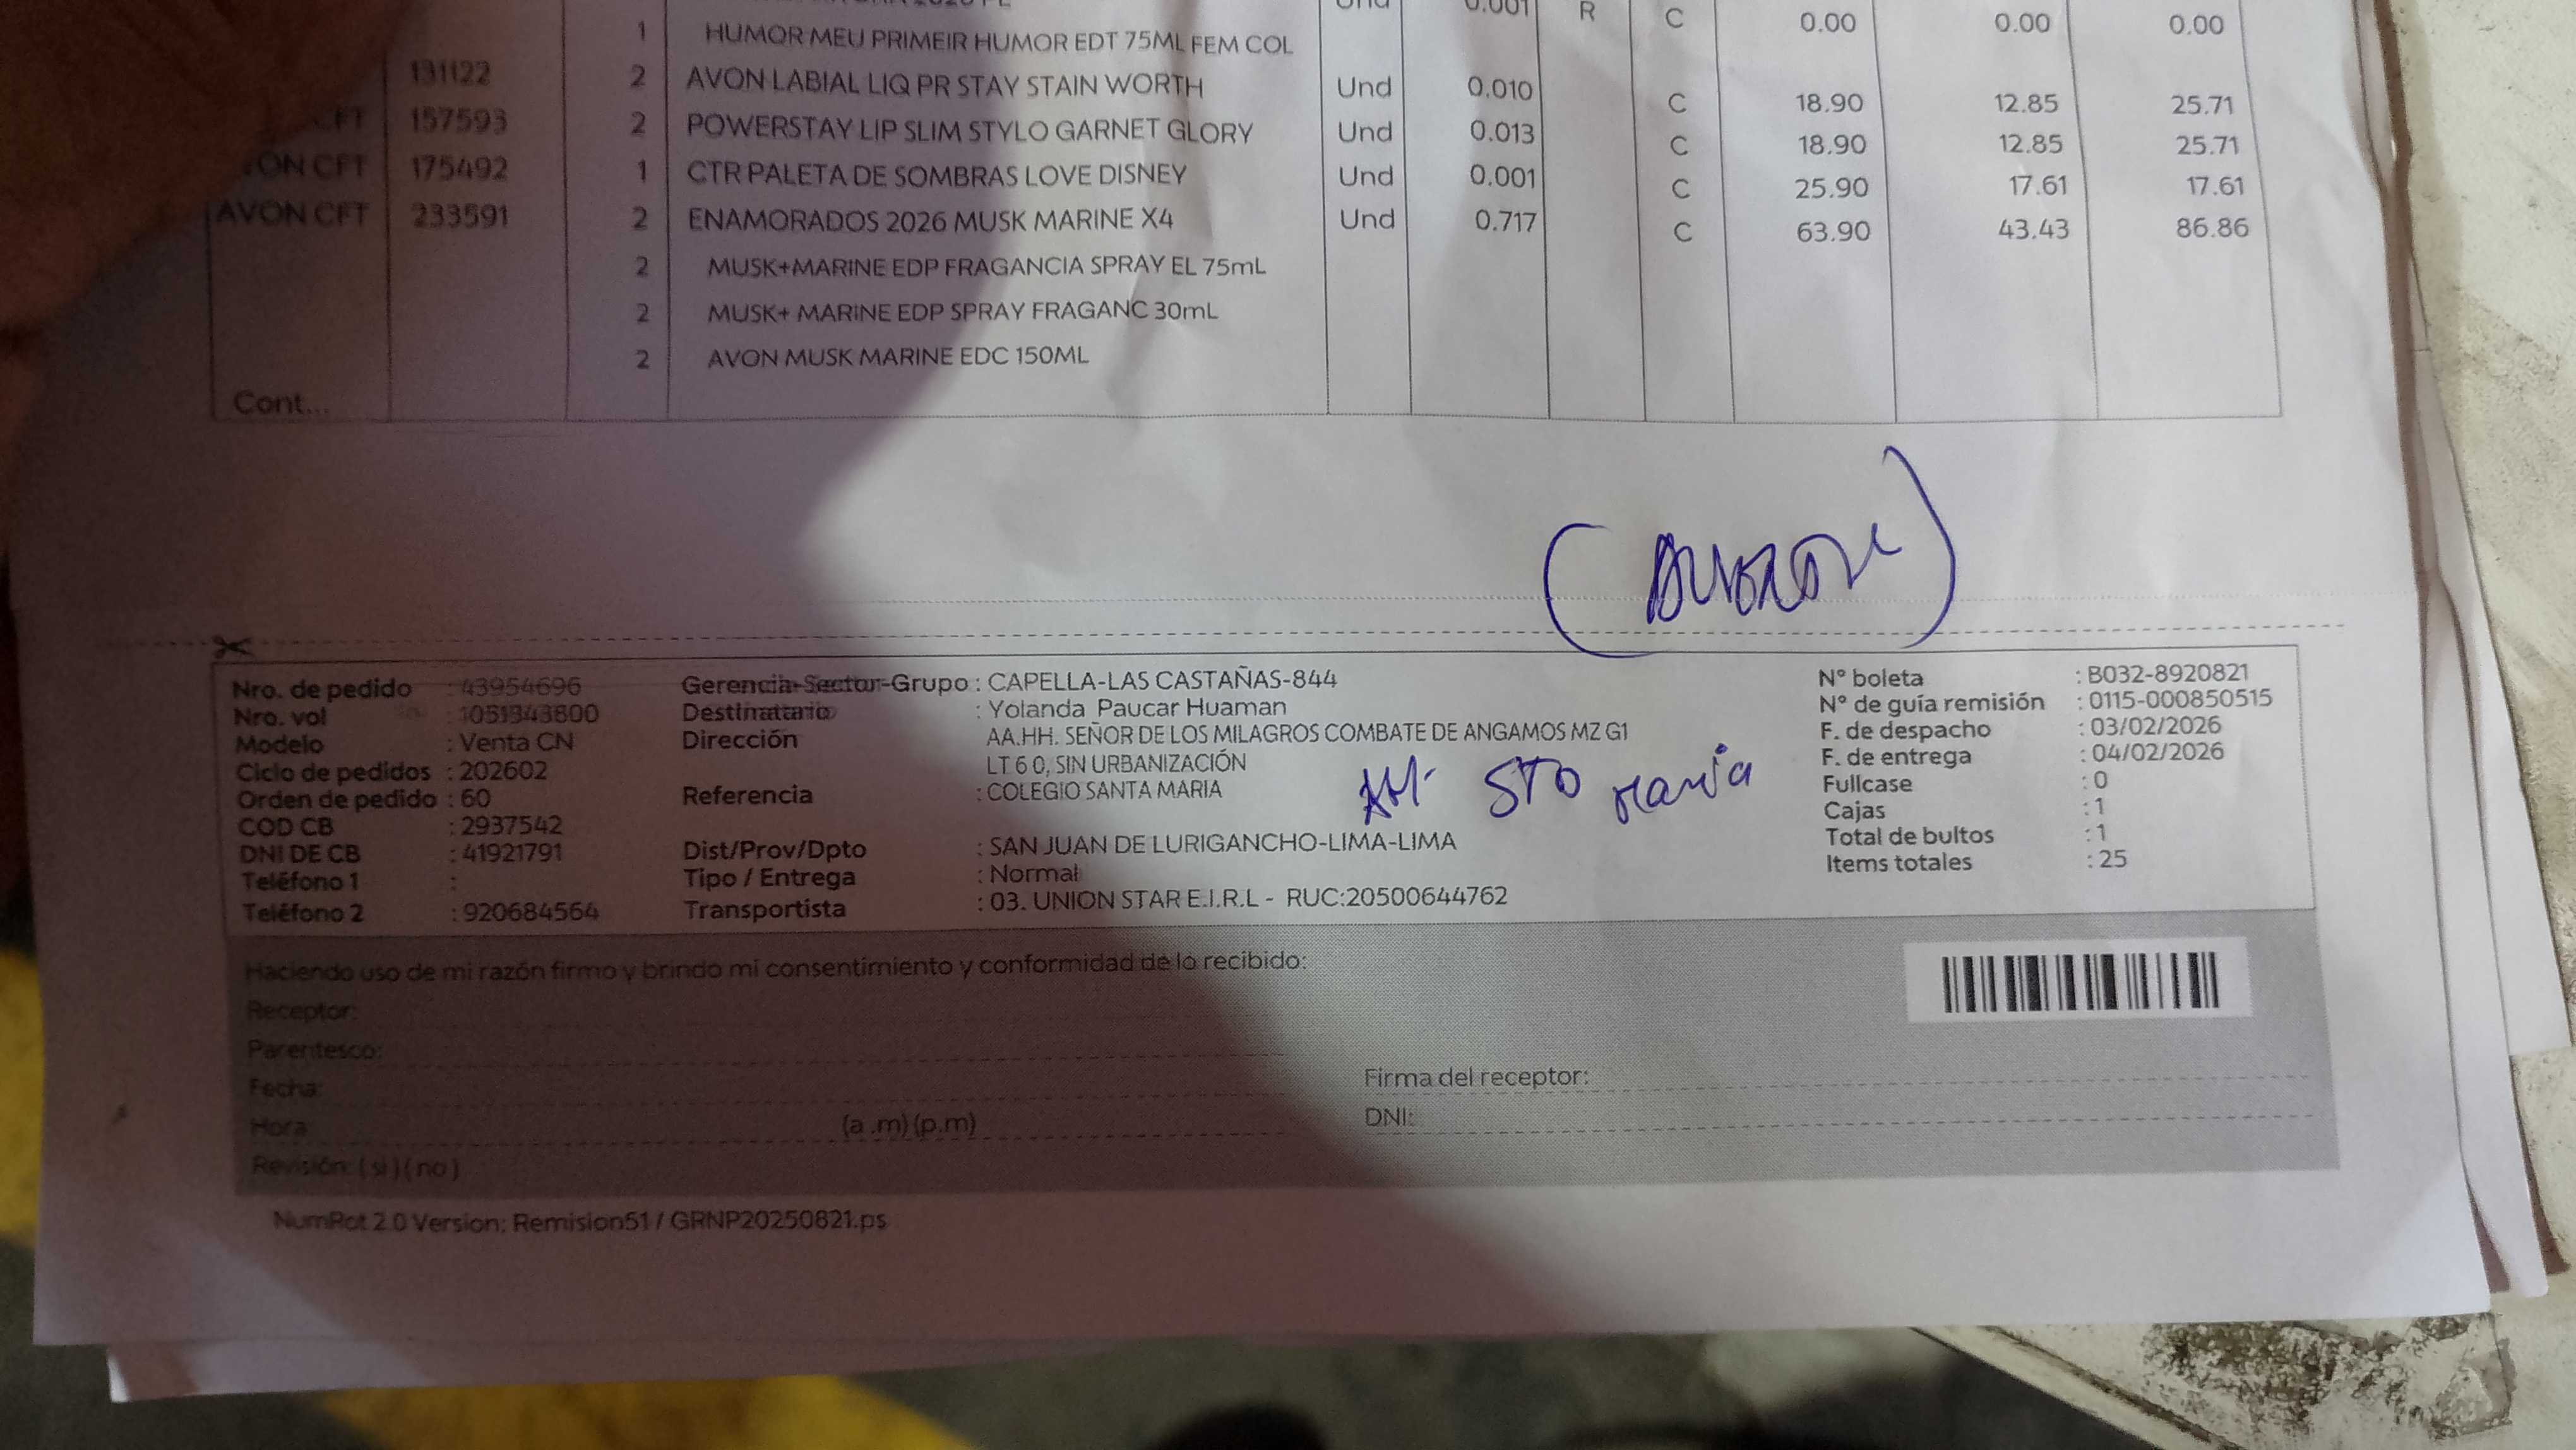 0.001 R C 0.00 0.00 0.00
1 HUMOR MEU PRIMEIR HUMOR EDT 75ML FEM COL
131122 2 AVON LABIAL LIQ PR STAY STAIN WORTH Und 0.010 C 18.90 12.85 25.71
CFT 157593 2 POWERSTAY LIP SLIM STYLO GARNET GLORY Und 0.013 C 18.90 12.85 25.71
ON CFT 175492 1 CTR PALETA DE SOMBRAS LOVE DISNEY Und 0.001 C 25.90 17.61 17.61
AVON CFT 233591 2 ENAMORADOS 2026 MUSK MARINE X4 Und 0.717 C 63.90 43.43 86.86
2 MUSK+MARINE EDP FRAGANCIA SPRAY EL 75mL
2 MUSK+ MARINE EDP SPRAY FRAGANC 30mL
2 AVON MUSK MARINE EDC 150ML
Cont...
Nro. de pedido : 43954696
Nro. vol : 1051343800
Modelo : Venta CN
Ciclo de pedidos : 202602
Orden de pedido : 60
COD CB : 2937542
DNI DE CB : 41921791
Teléfono 1 :
Teléfono 2 : 920684564
Gerencia-Sector-Grupo : CAPELLA-LAS CASTAÑAS-844
Destinatario : Yolanda Paucar Huaman
Dirección AA.HH. SEÑOR DE LOS MILAGROS COMBATE DE ANGAMOS MZ G1
LT 6 0, SIN URBANIZACIÓN
Referencia : COLEGIO SANTA MARIA
STO Maria
Dist/Prov/Dpto : SAN JUAN DE LURIGANCHO-LIMA-LIMA
Tipo / Entrega : Normal
Transportista : 03. UNION STAR E.I.R.L - RUC:20500644762
N° boleta : B032-8920821
N° de guía remisión : 0115-000850515
F. de despacho : 03/02/2026
F. de entrega : 04/02/2026
Fullcase : 0
Cajas : 1
Total de bultos : 1
Items totales : 25
Haciendo uso de mi razón firmo y brindo mi consentimiento y conformidad de lo recibido:
Receptor:
Parentesco:
Fecha:
Hora (a .m) (p.m)
Revisión: ( si ) ( no )
Firma del receptor:
DNI:
NumRot 2.0 Version: Remision51 / GRNP20250821.ps